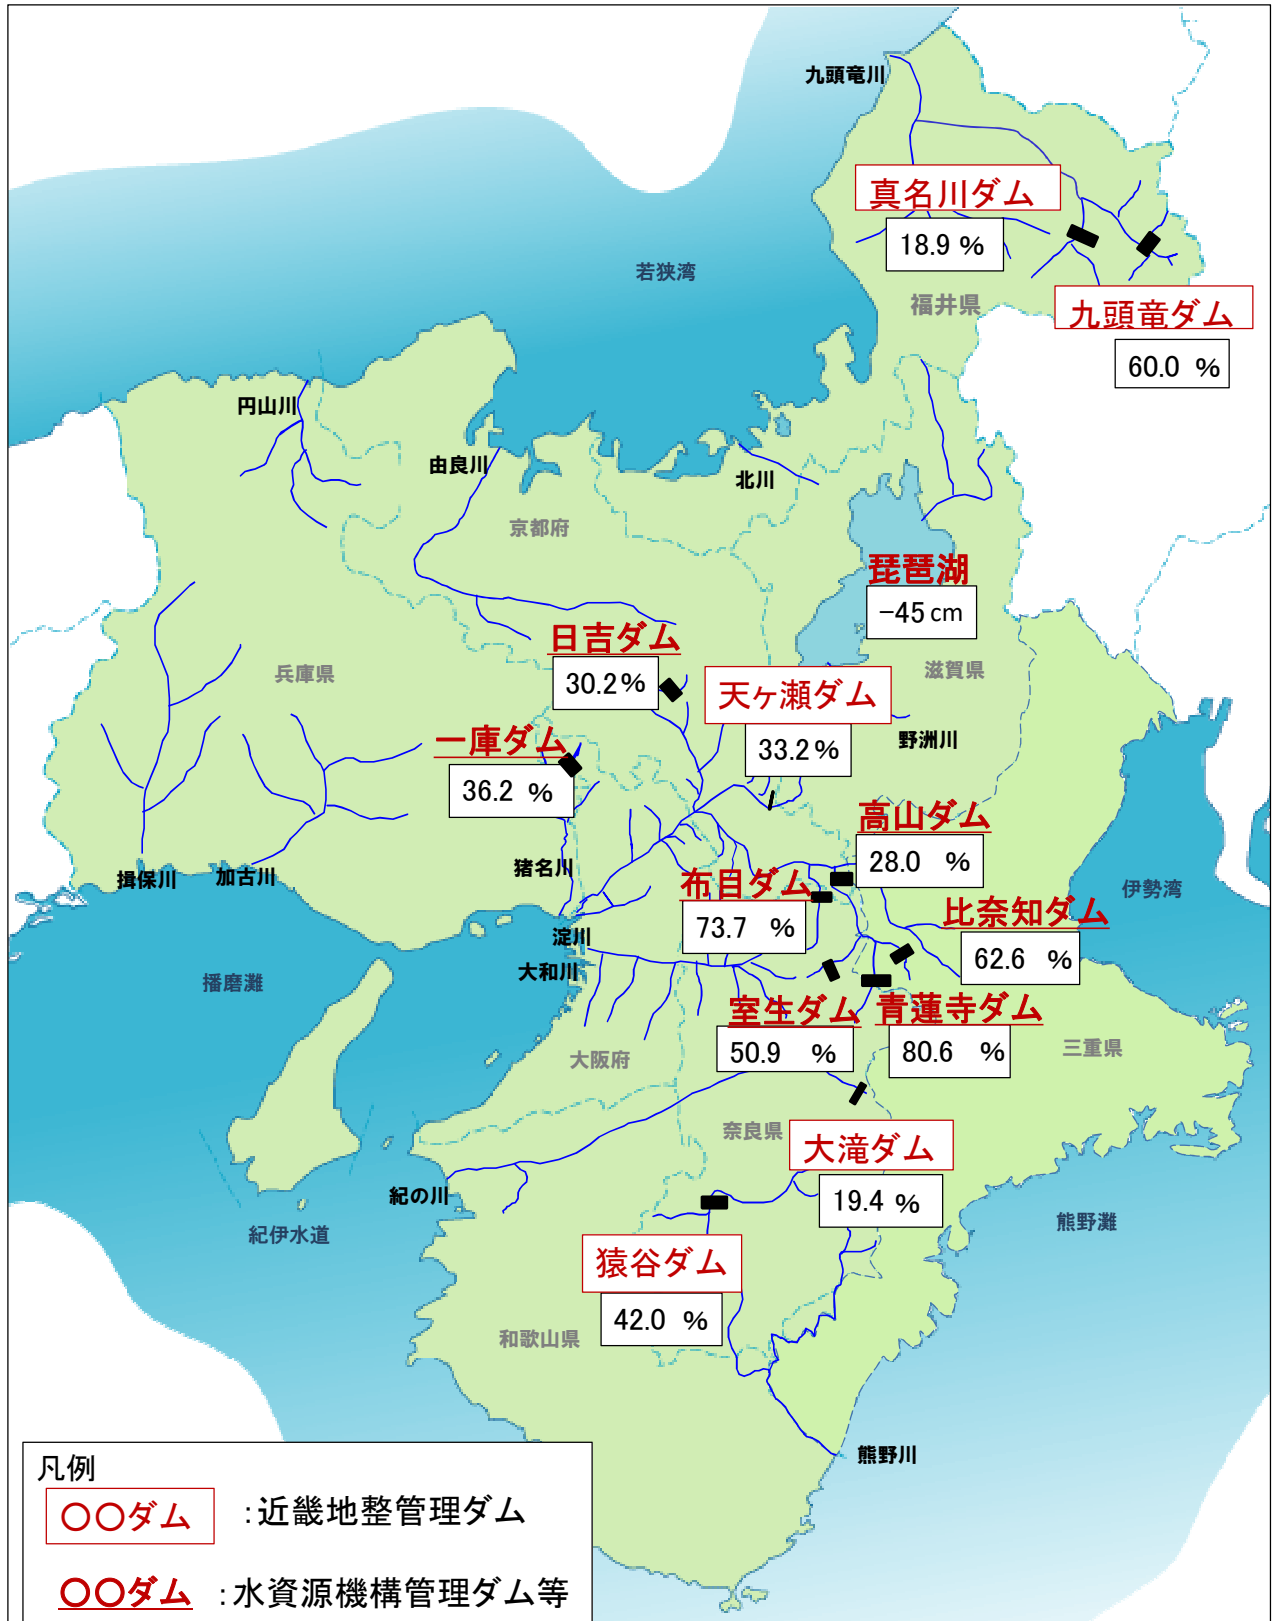 九頭竜川
真名川ダム
18.9 %
若狭湾
福井県
九頭竜ダム
60.0 %
円山川
由良川
北川
京都府
琵琶湖
-45 cm
日吉ダム
30.2%
兵庫県
滋賀県
天ヶ瀬ダム
33.2%
野洲川
一庫ダム
36.2 %
高山ダム
28.0 %
猪名川
揖保川
加古川
布目ダム
73.7 %
伊勢湾
比奈知ダム
62.6 %
淀川
大和川
播磨灘
室生ダム
50.9 %
青蓮寺ダム
80.6 %
大阪府
三重県
奈良県
大滝ダム
19.4 %
紀の川
紀伊水道
熊野灘
猿谷ダム
42.0 %
和歌山県
熊野川
凡例
〇〇ダム :近畿地整管理ダム
〇〇ダム :水資源機構管理ダム等